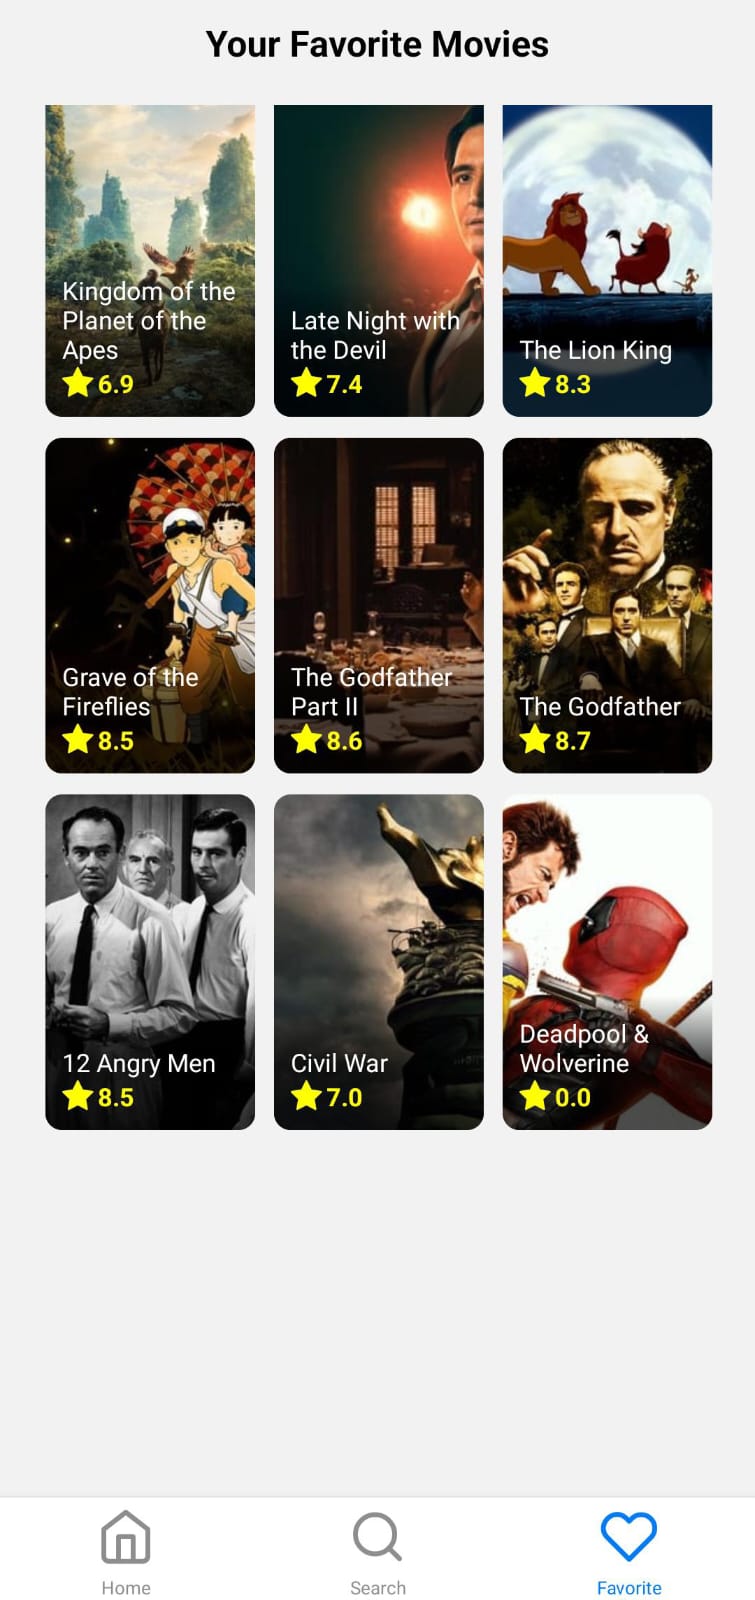 Your Favorite Movies
Kingdom of the
Planet of the
Apes
6.9
Late Night with
the Devil
7.4
The Lion King
8.3
Grave of the
Fireflies
8.5
The Godfather
Part II
8.6
The Godfather
8.7
12 Angry Men
8.5
Civil War
7.0
Deadpool &
Wolverine
0.0
Home
Search
Favorite